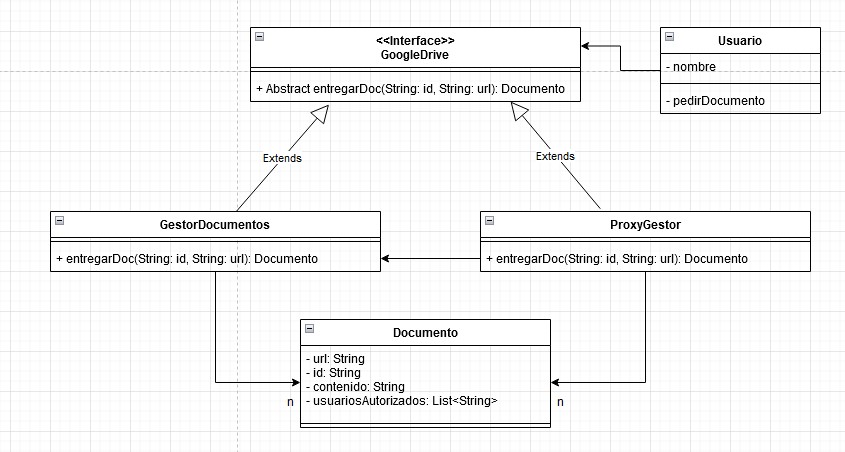 <<Interface>>
GoogleDrive
+ Abstract entregarDoc(String: id, String: url): Documento
Usuario
- nombre
- pedirDocumento
Extends
Extends
GestorDocumentos
+ entregarDoc(String: id, String: url): Documento
ProxyGestor
+ entregarDoc(String: id, String: url): Documento
Documento
- url: String
- id: String
- contenido: String
- usuariosAutorizados: List<String>
n
n